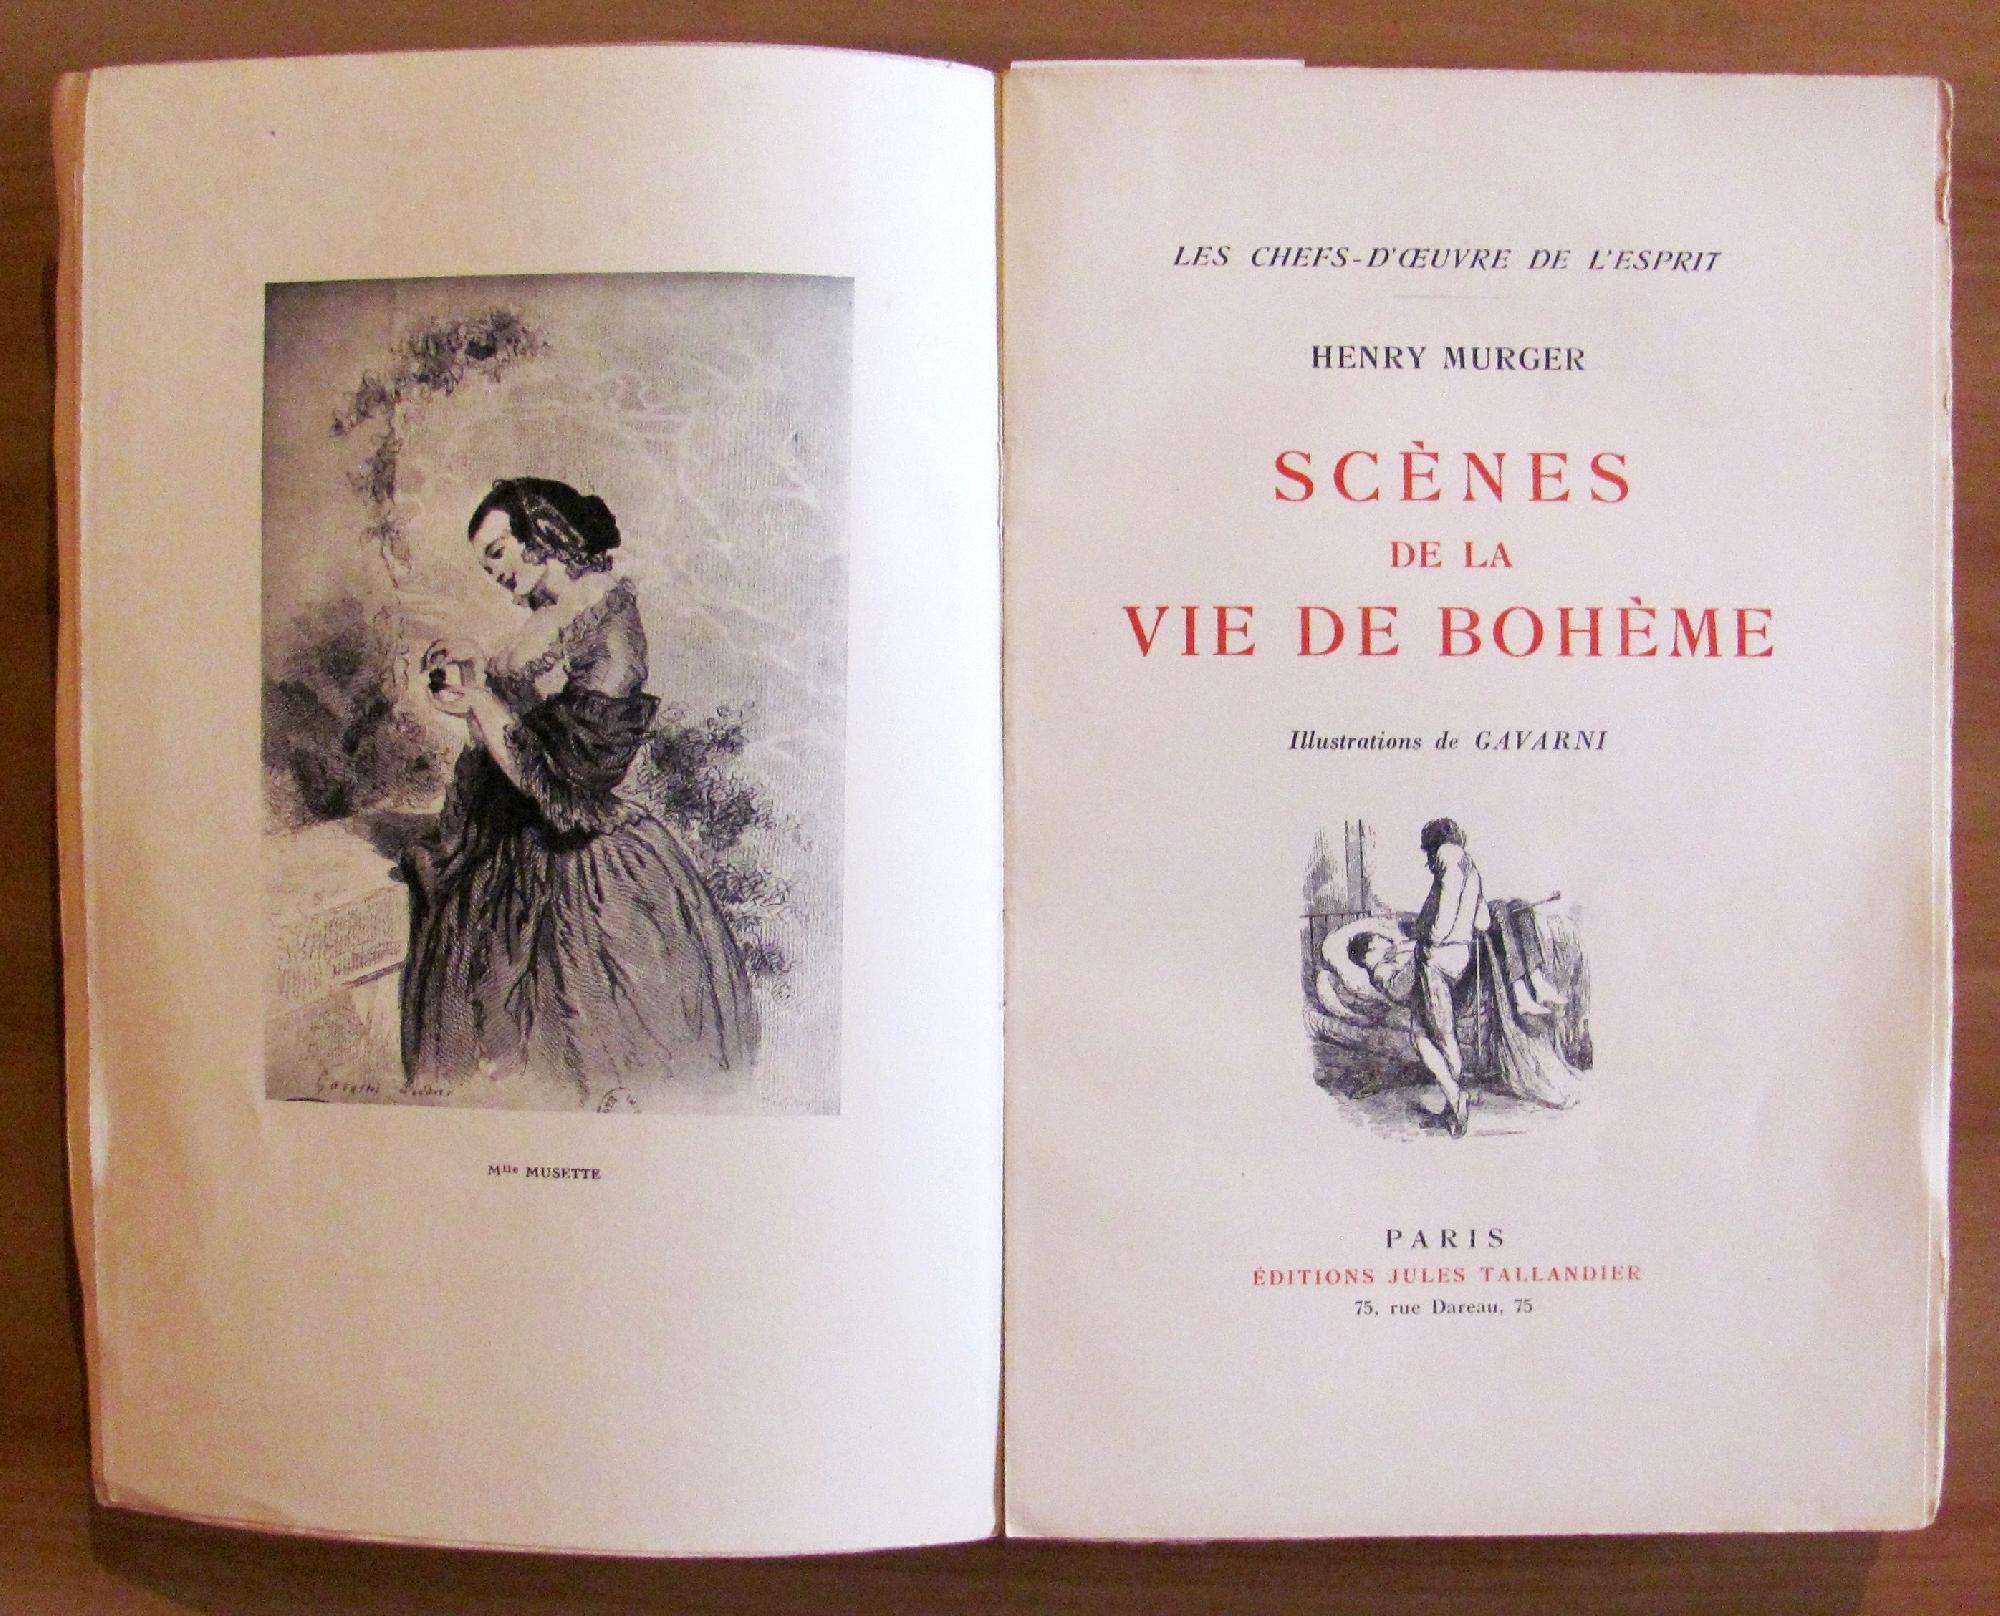 Gavarni
Mlle MUSETTE
LES CHEFS-D'ŒUVRE DE L'ESPRIT
HENRY MURGER
SCÈNES
DE LA
VIE DE BOHÈME
Illustrations de GAVARNI
PARIS
ÉDITIONS JULES TALLANDIER
75, rue Dareau, 75